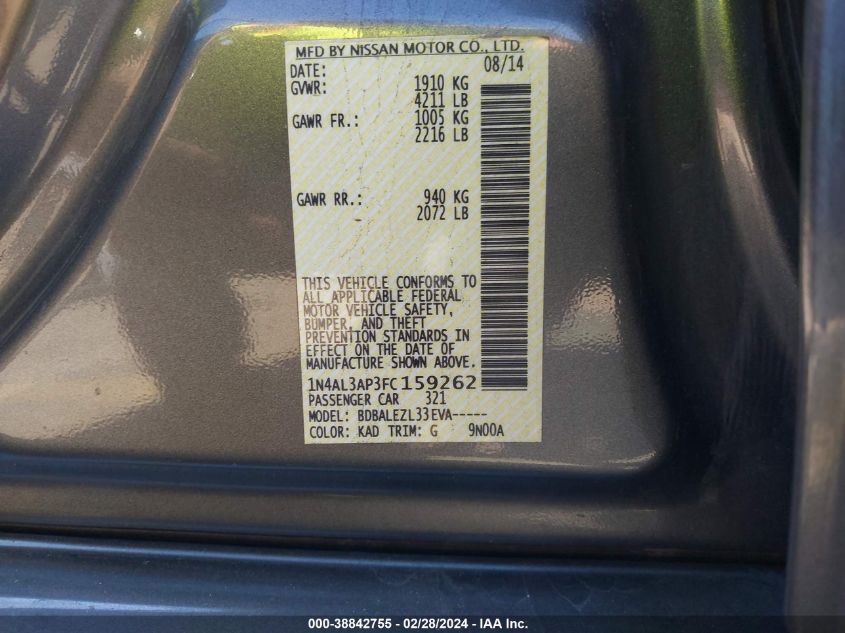 MFD BY NISSAN MOTOR CO., LTD.
DATE: 08/14
GVWR: 1910 KG
4211 LB
GAWR FR.: 1005 KG
2216 LB
GAWR RR.: 940 KG
2072 LB
THIS VEHICLE CONFORMS TO
ALL APPLICABLE FEDERAL
MOTOR VEHICLE SAFETY,
BUMPER, AND THEFT
PREVENTION STANDARDS IN
EFFECT ON THE DATE OF
MANUFACTURE SHOWN ABOVE.
1N4AL3AP3FC159262
PASSENGER CAR 321
MODEL: BDBALEZL33EVA-----
COLOR: KAD TRIM: G 9N00A
000-38842755 - 02/28/2024 - IAA Inc.